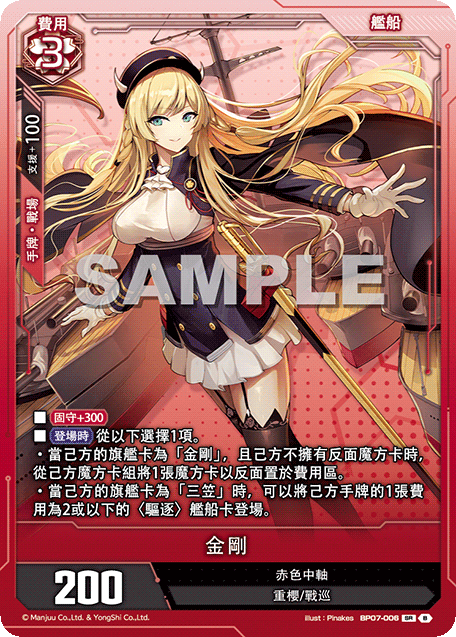 費用
3
艦船
支援+100
手牌・戰場
SAMPLE
■ 固守+300
■ 登場時 從以下選擇1項。
・當己方的旗艦卡為「金剛」，且己方不擁有反面魔方卡時，
從己方魔方卡組將1張魔方卡以反面置於費用區。
・當己方的旗艦卡為「三笠」時，可以將己方手牌的1張費
用為2或以下的〈驅逐〉艦船卡登場。
金剛
200
赤色中軸
重櫻/戰巡
© Manjuu Co.,Ltd. & YongShi Co.,Ltd.
illust : Pinakes BP07-006 BR B